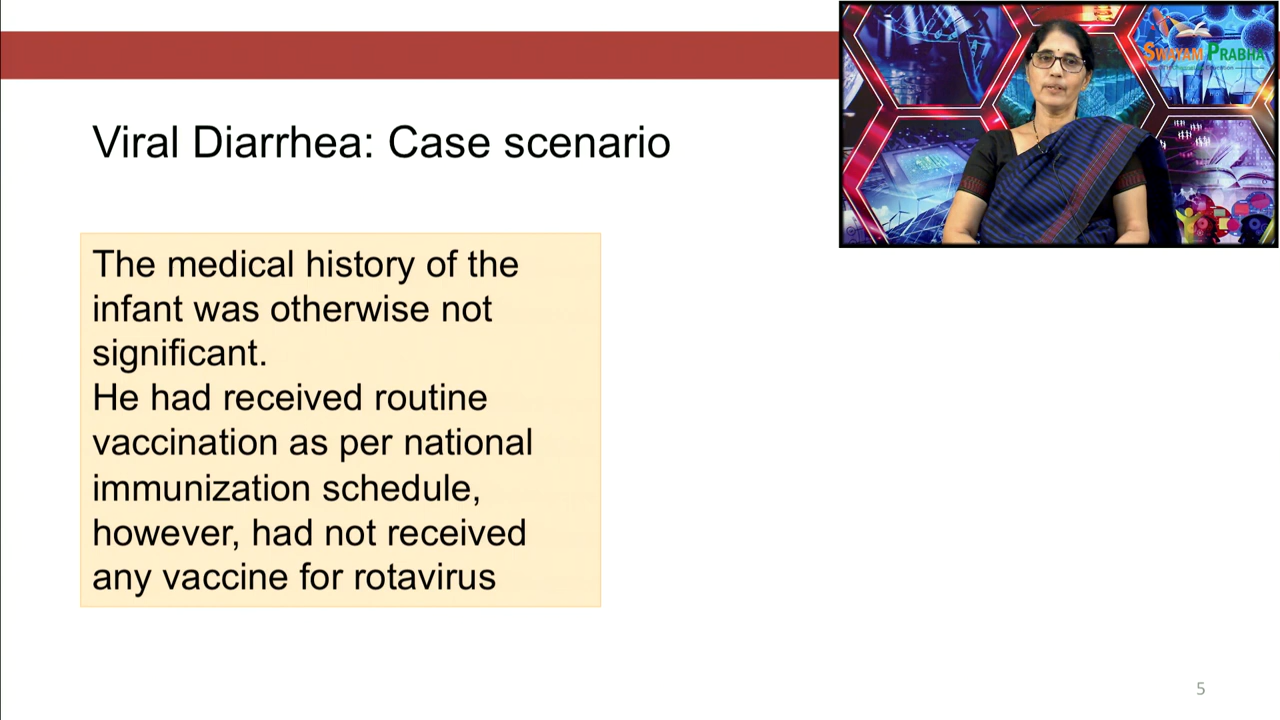 SWAYAM PRABHA
Viral Diarrhea: Case scenario
The medical history of the
infant was otherwise not
significant.
He had received routine
vaccination as per national
immunization schedule,
however, had not received
any vaccine for rotavirus
5